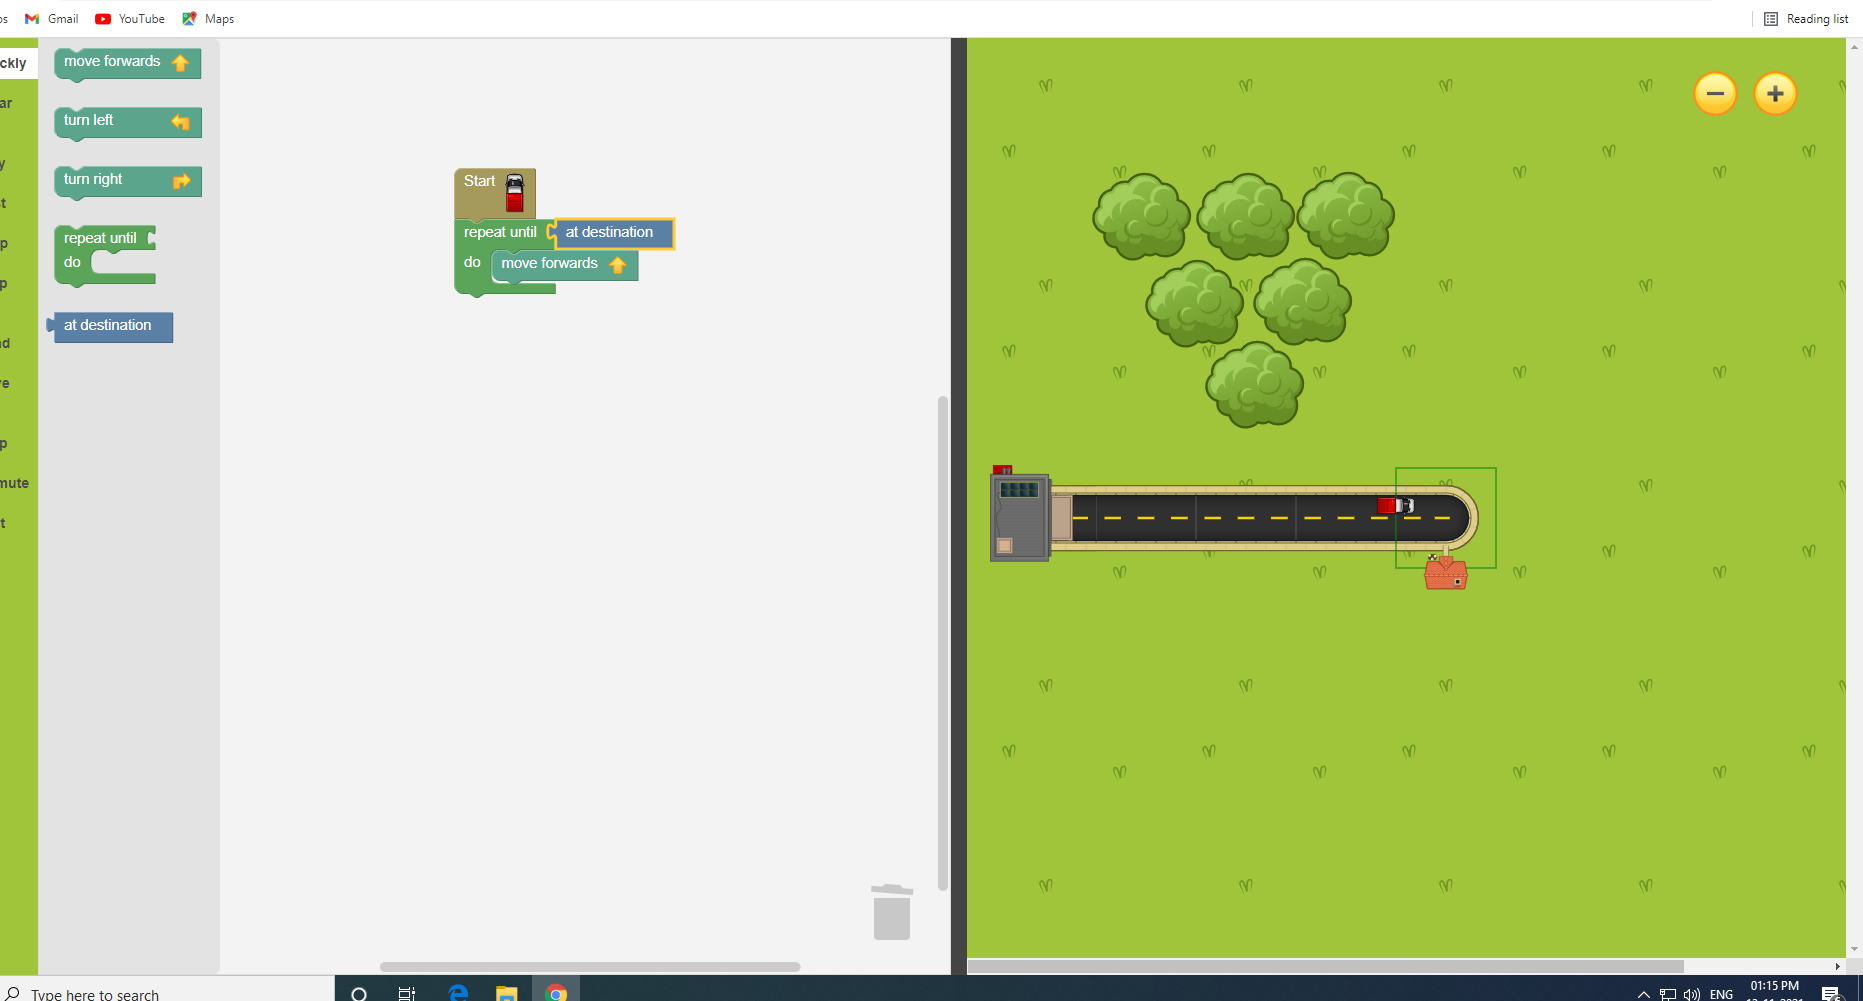 Gmail YouTube Maps Reading list
ckly
move forwards
ar
turn left
turn right
repeat until
do
at destination
mute
Start
repeat until at destination
do move forwards
Type here to search
ENG
01:15 PM